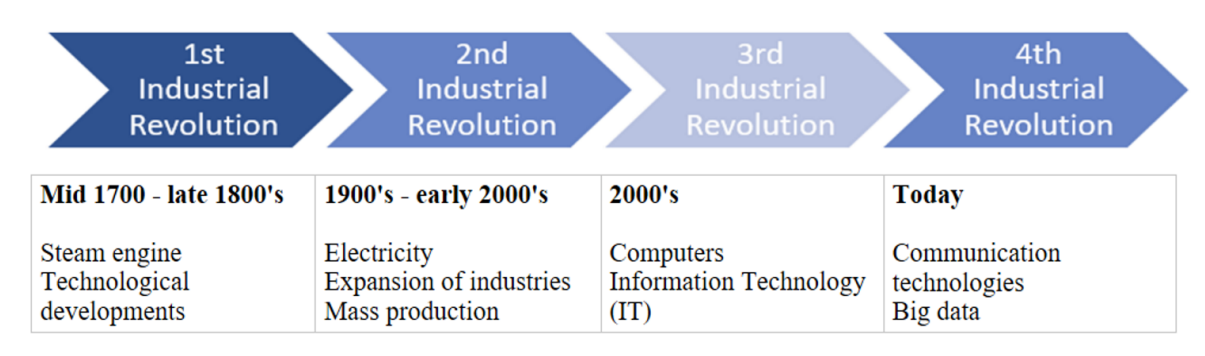 1st
Industrial
Revolution
2nd
Industrial
Revolution
3rd
Industrial
Revolution
4th
Industrial
Revolution
Mid 1700 - late 1800's
Steam engine
Technological
developments
1900's - early 2000's
Electricity
Expansion of industries
Mass production
2000's
Computers
Information Technology
(IT)
Today
Communication
technologies
Big data